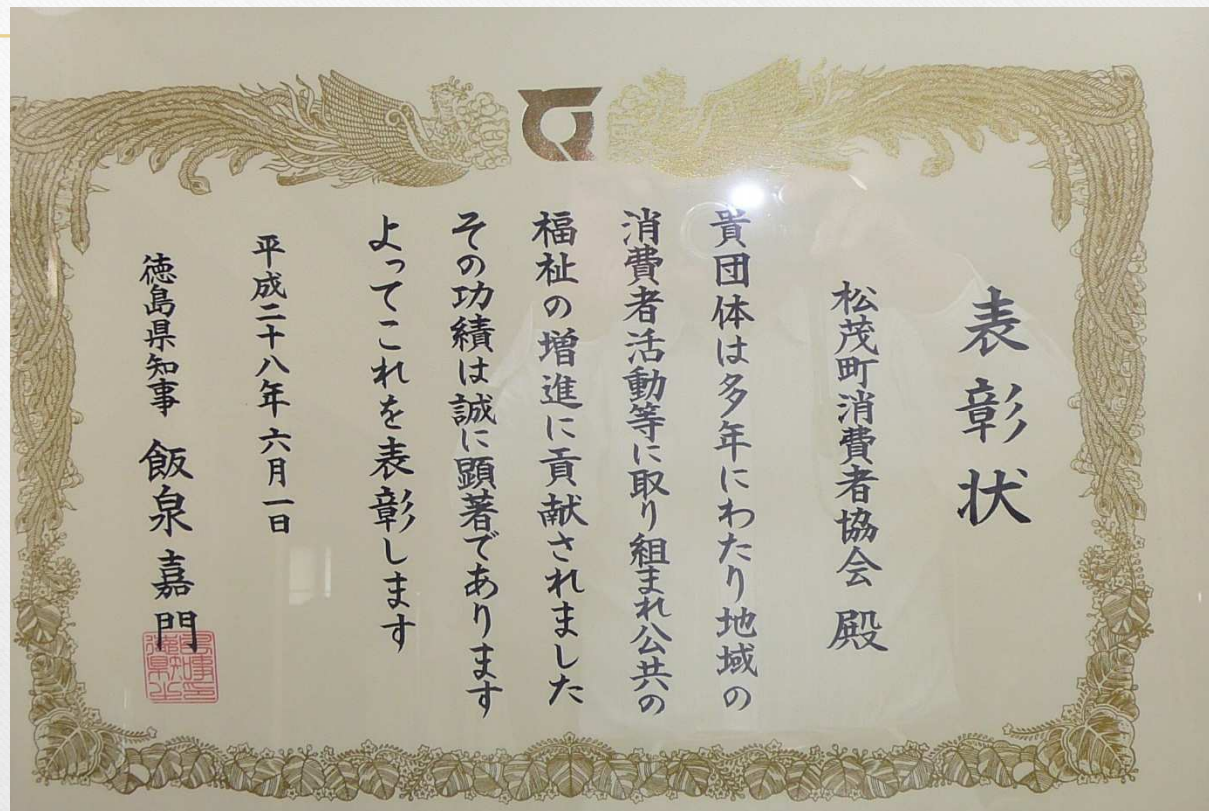 表彰状
松茂町消費者協会 殿
貴団体は多年にわたり地域の
消費者活動等に取り組まれ公共の
福祉の増進に貢献されました
その功績は誠に顕著であります
よってこれを表彰します
平成二十八年六月一日
徳島県知事 飯泉嘉門